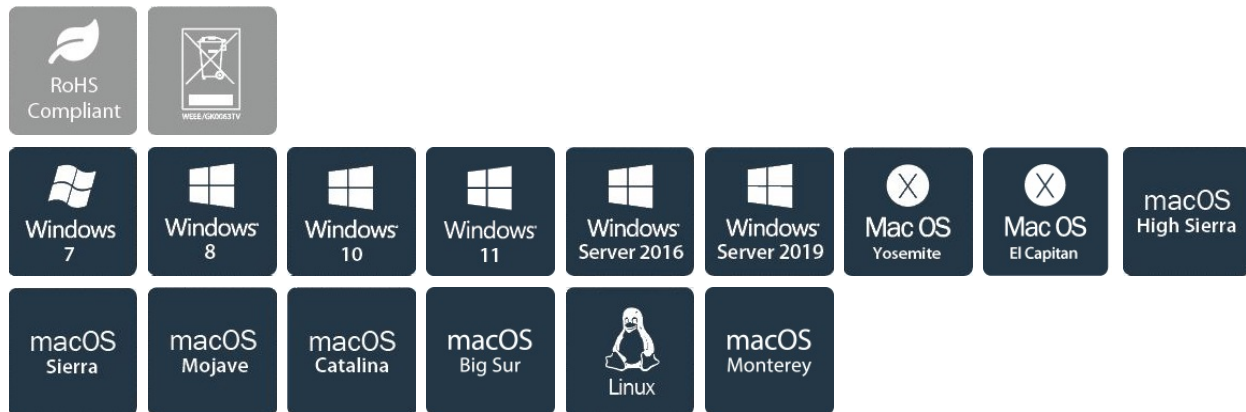 RoHS
Compliant
WEEE/GK0083TV
Windows
7
Windows
8
Windows
10
Windows
11
Windows
Server 2016
Windows
Server 2019
X
Mac OS
Yosemite
X
Mac OS
El Capitan
macOS
High Sierra
macOS
Sierra
macOS
Mojave
macOS
Catalina
macOS
Big Sur
Linux
macOS
Monterey